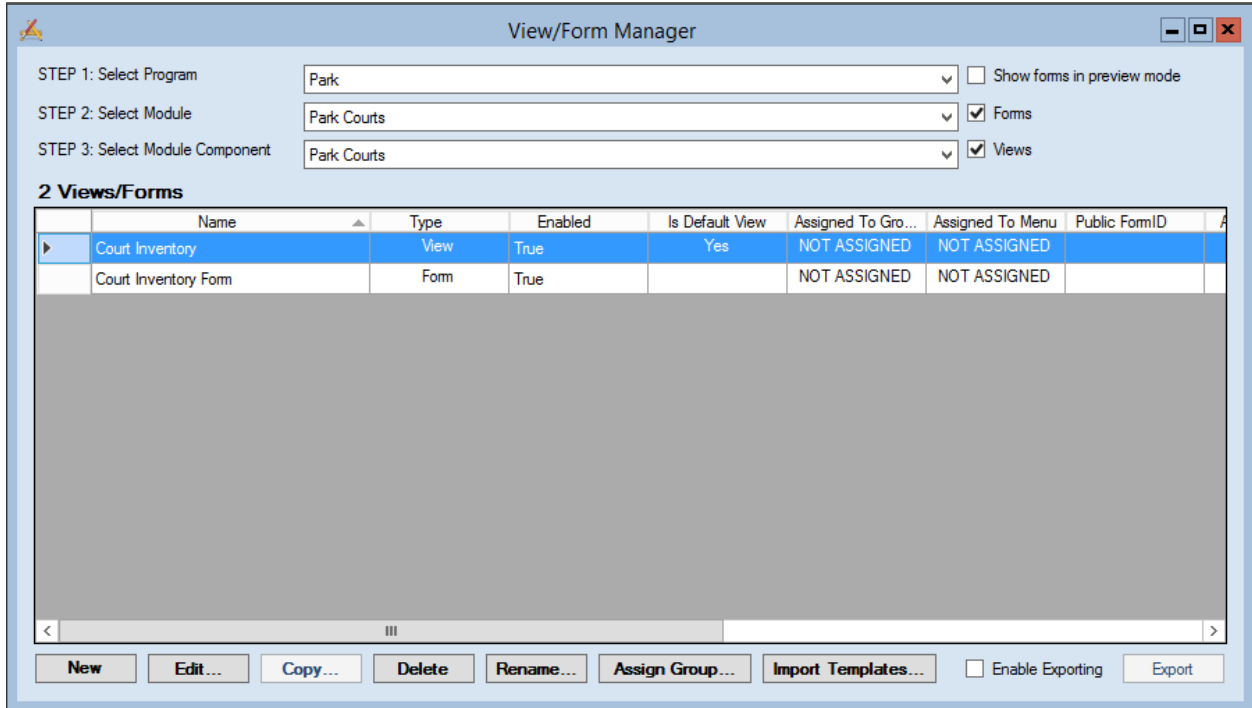 View/Form Manager
STEP 1: Select Program Park Show forms in preview mode
STEP 2: Select Module Park Courts Forms
STEP 3: Select Module Component Park Courts Views
2 Views/Forms
Name Type Enabled Is Default View Assigned To Gro... Assigned To Menu Public FormID A
Court Inventory View True Yes NOT ASSIGNED NOT ASSIGNED
Court Inventory Form Form True NOT ASSIGNED NOT ASSIGNED
New Edit... Copy... Delete Rename... Assign Group... Import Templates... Enable Exporting Export